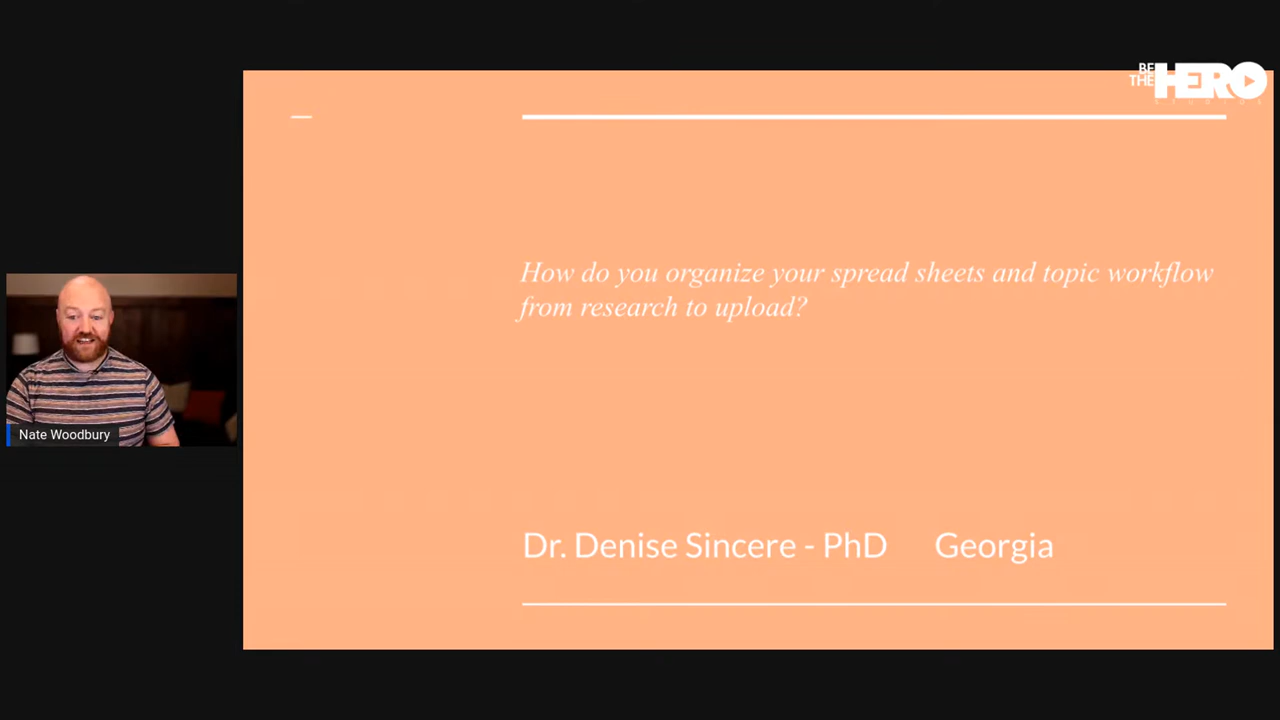 BE
THE HERO
How do you organize your spread sheets and topic workflow
from research to upload?
Nate Woodbury
Dr. Denise Sincere - PhD Georgia